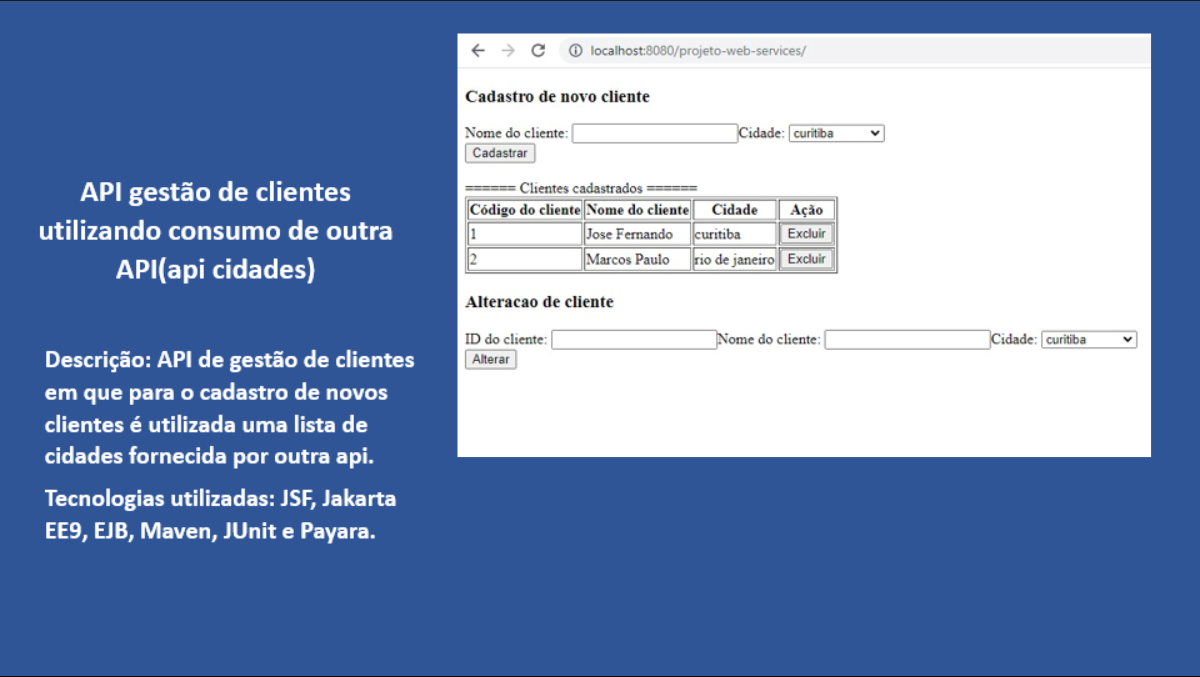 API gestão de clientes
utilizando consumo de outra
API(api cidades)
Descrição: API de gestão de clientes
em que para o cadastro de novos
clientes é utilizada uma lista de
cidades fornecida por outra api.
Tecnologias utilizadas: JSF, Jakarta
EE9, EJB, Maven, JUnit e Payara.
localhost:8080/projeto-web-services/
Cadastro de novo cliente
Nome do cliente: Cidade: curitiba
Cadastrar
====== Clientes cadastrados ======
Código do cliente Nome do cliente Cidade Ação
1 Jose Fernando curitiba Excluir
2 Marcos Paulo rio de janeiro Excluir
Alteracao de cliente
ID do cliente: Nome do cliente: Cidade: curitiba
Alterar